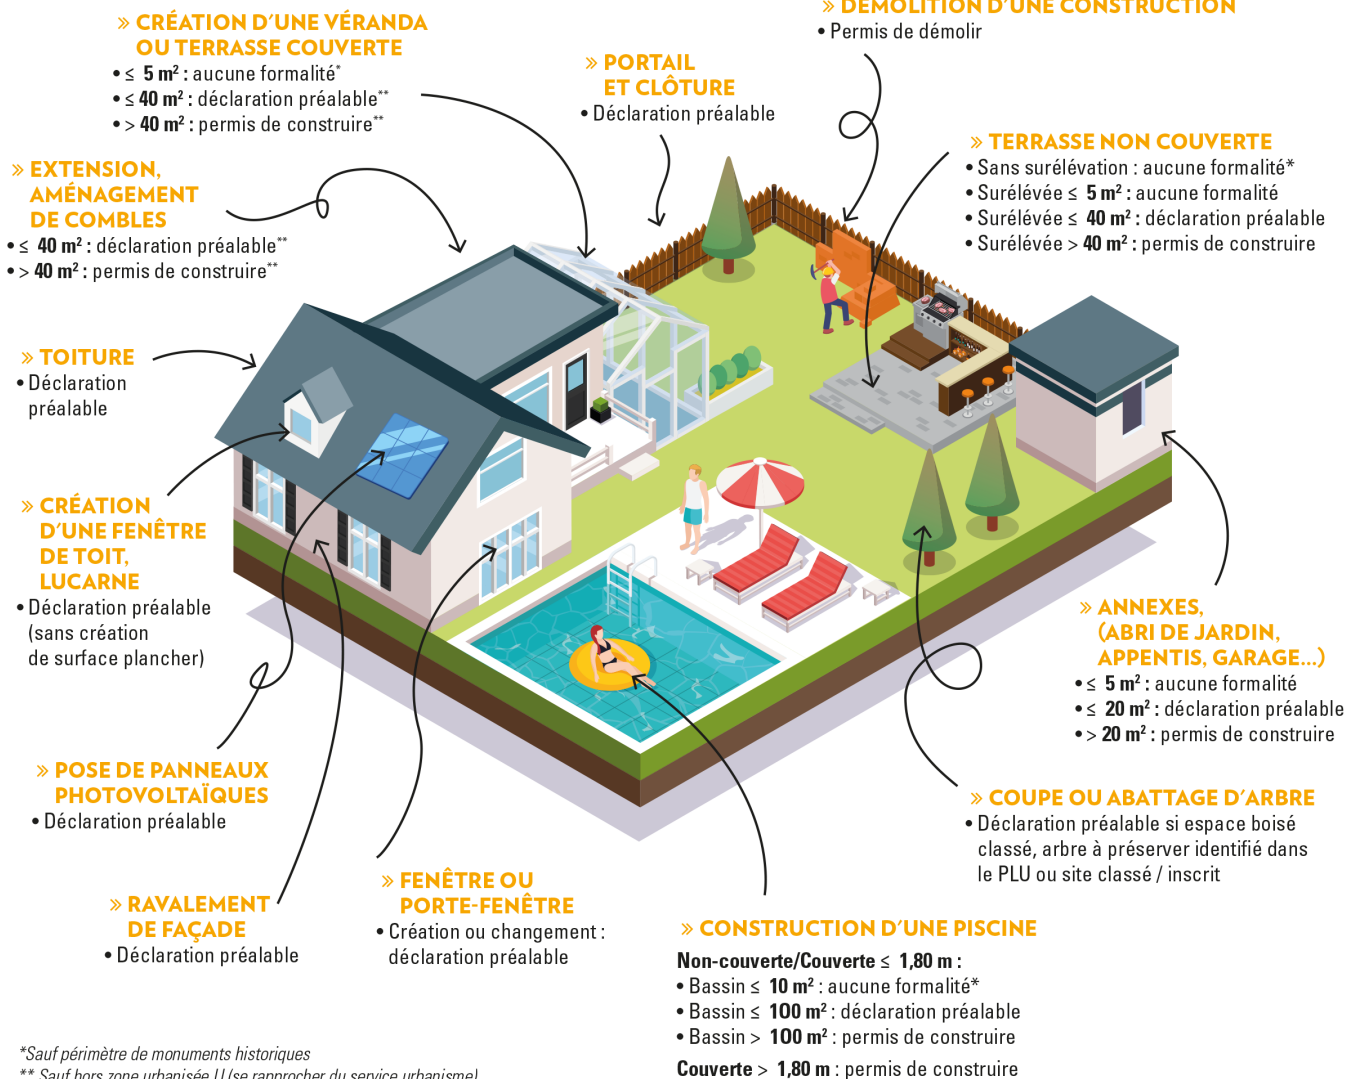 » CRÉATION D'UNE VÉRANDA
OU TERRASSE COUVERTE
• ≤ 5 m² : aucune formalité*
• ≤ 40 m² : déclaration préalable**
• > 40 m² : permis de construire**
» EXTENSION,
AMÉNAGEMENT
DE COMBLES
• ≤ 40 m² : déclaration préalable**
• > 40 m² : permis de construire**
» TOITURE
• Déclaration
préalable
» CRÉATION
D'UNE FENÊTRE
DE TOIT,
LUCARNE
• Déclaration préalable
(sans création
de surface plancher)
» POSE DE PANNEAUX
PHOTOVOLTAÏQUES
• Déclaration préalable
» RAVALEMENT
DE FAÇADE
• Déclaration préalable
» FENÊTRE OU
PORTE-FENÊTRE
• Création ou changement :
déclaration préalable
» PORTAIL
ET CLÔTURE
• Déclaration préalable
» DÉMOLITION D'UNE CONSTRUCTION
• Permis de démolir
» TERRASSE NON COUVERTE
• Sans surélévation : aucune formalité*
• Surélévée ≤ 5 m² : aucune formalité
• Surélévée ≤ 40 m² : déclaration préalable
• Surélévée > 40 m² : permis de construire
» ANNEXES,
(ABRI DE JARDIN,
APPENTIS, GARAGE...)
• ≤ 5 m² : aucune formalité
• ≤ 20 m² : déclaration préalable
• > 20 m² : permis de construire
» COUPE OU ABATTAGE D'ARBRE
• Déclaration préalable si espace boisé
classé, arbre à préserver identifié dans
le PLU ou site classé / inscrit
» CONSTRUCTION D'UNE PISCINE
Non-couverte/Couverte ≤ 1,80 m :
• Bassin ≤ 10 m² : aucune formalité*
• Bassin ≤ 100 m² : déclaration préalable
• Bassin > 100 m² : permis de construire
Couverte > 1,80 m : permis de construire
*Sauf périmètre de monuments historiques
** Sauf hors zone urbanisée U (se rapprocher du service urbanisme)